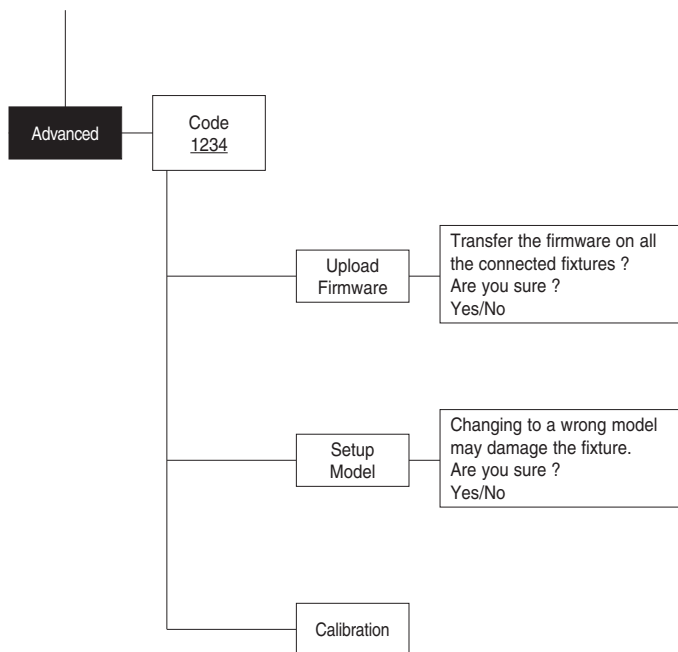 Advanced
Code
1234
Upload
Firmware
Transfer the firmware on all
the connected fixtures ?
Are you sure ?
Yes/No
Setup
Model
Changing to a wrong model
may damage the fixture.
Are you sure ?
Yes/No
Calibration